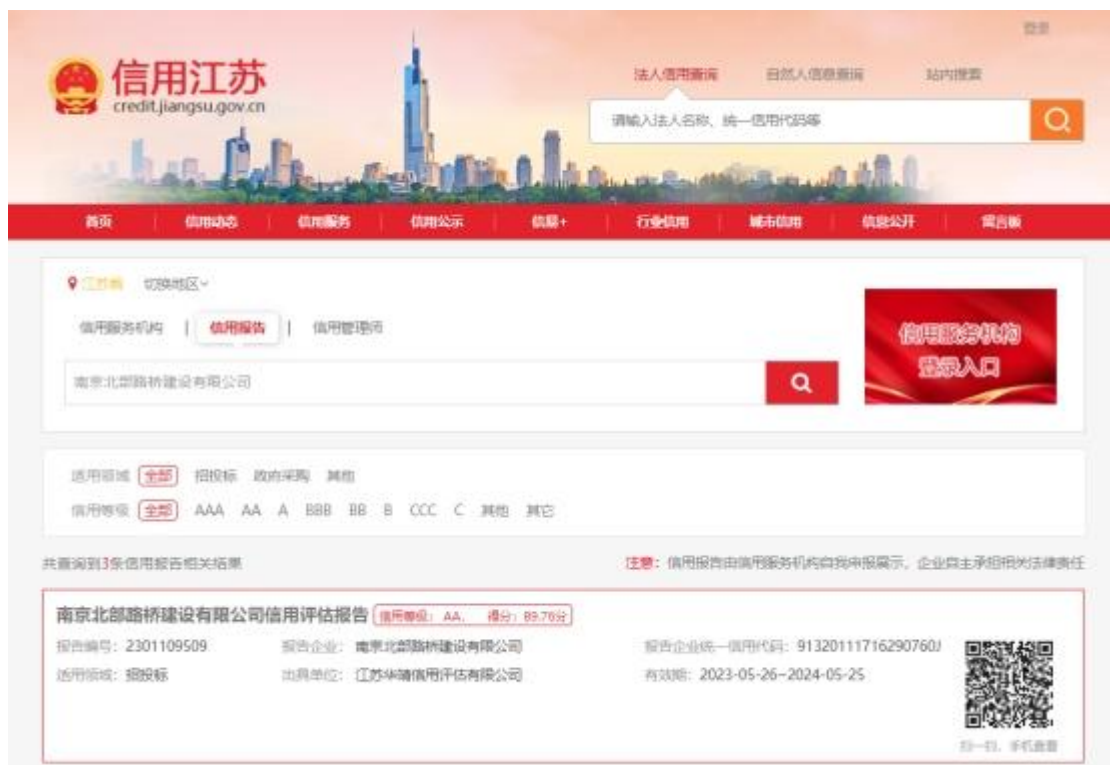 登录
信用江苏
credit.jiangsu.gov.cn
法人信用查询 自然人信息查询 站内搜索
请输入法人名称、统一信用代码等
首页 信用动态 信用服务 信用公示 信易+ 行业信用 城市信用 信息公开 留言板
江苏省 切换地区
信用服务机构 | 信用报告 | 信用管理师
信用服务机构
登录入口
南京北部路桥建设有限公司
适用领域 全部 招投标 政府采购 其他
信用等级 全部 AAA AA A BBB BB B CCC C 其他 其它
共查询到3条信用报告相关结果 注意：信用报告由信用服务机构自我申报展示，企业自主承担相关法律责任
南京北部路桥建设有限公司信用评估报告 信用等级：AA， 得分：89.76分
报告编号：2301109509 报告企业：南京北部路桥建设有限公司 报告企业统一信用代码：91320111716290760J
适用领域：招投标 出具单位：江苏华晴信用评估有限公司 有效期：2023-05-26~2024-05-25
扫一扫，手机查看